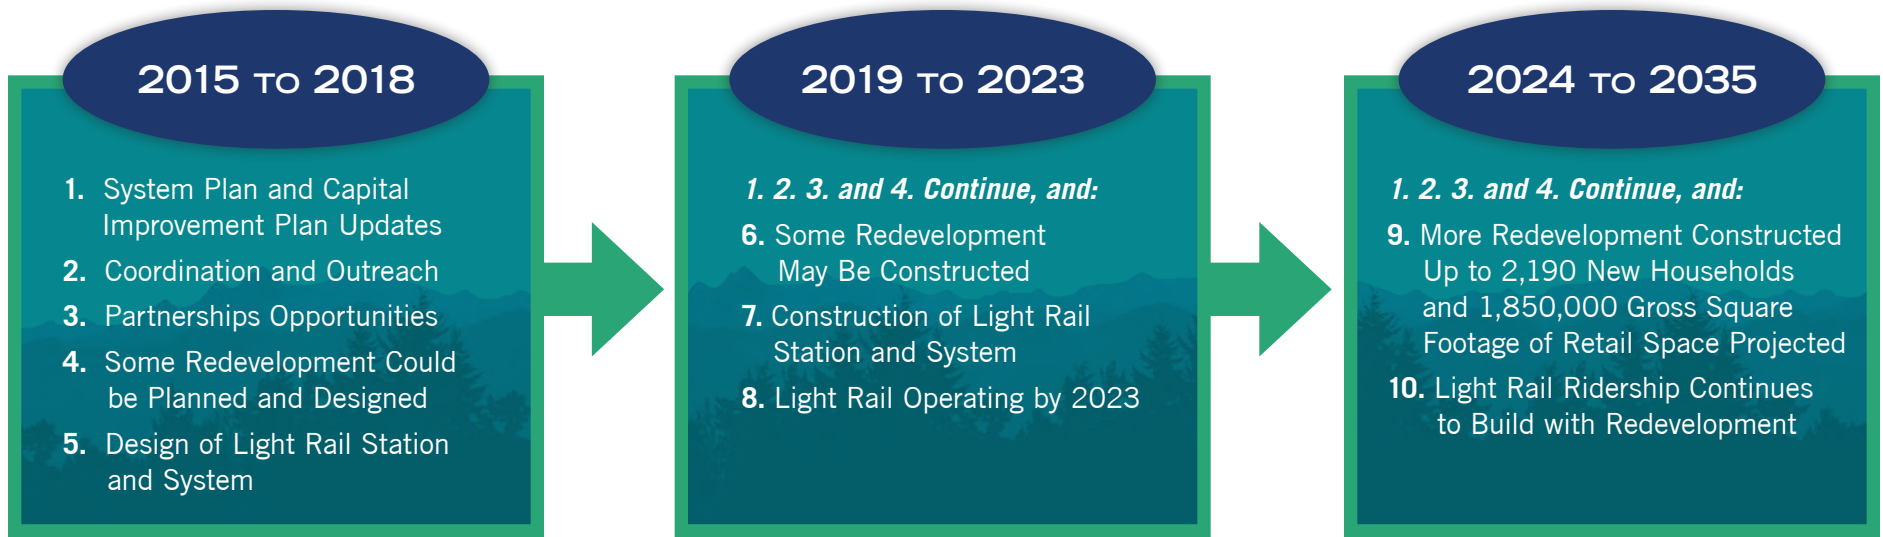 2015 TO 2018
1. System Plan and Capital
Improvement Plan Updates
2. Coordination and Outreach
3. Partnerships Opportunities
4. Some Redevelopment Could
be Planned and Designed
5. Design of Light Rail Station
and System
2019 TO 2023
1. 2. 3. and 4. Continue, and:
6. Some Redevelopment
May Be Constructed
7. Construction of Light Rail
Station and System
8. Light Rail Operating by 2023
2024 TO 2035
1. 2. 3. and 4. Continue, and:
9. More Redevelopment Constructed
Up to 2,190 New Households
and 1,850,000 Gross Square
Footage of Retail Space Projected
10. Light Rail Ridership Continues
to Build with Redevelopment